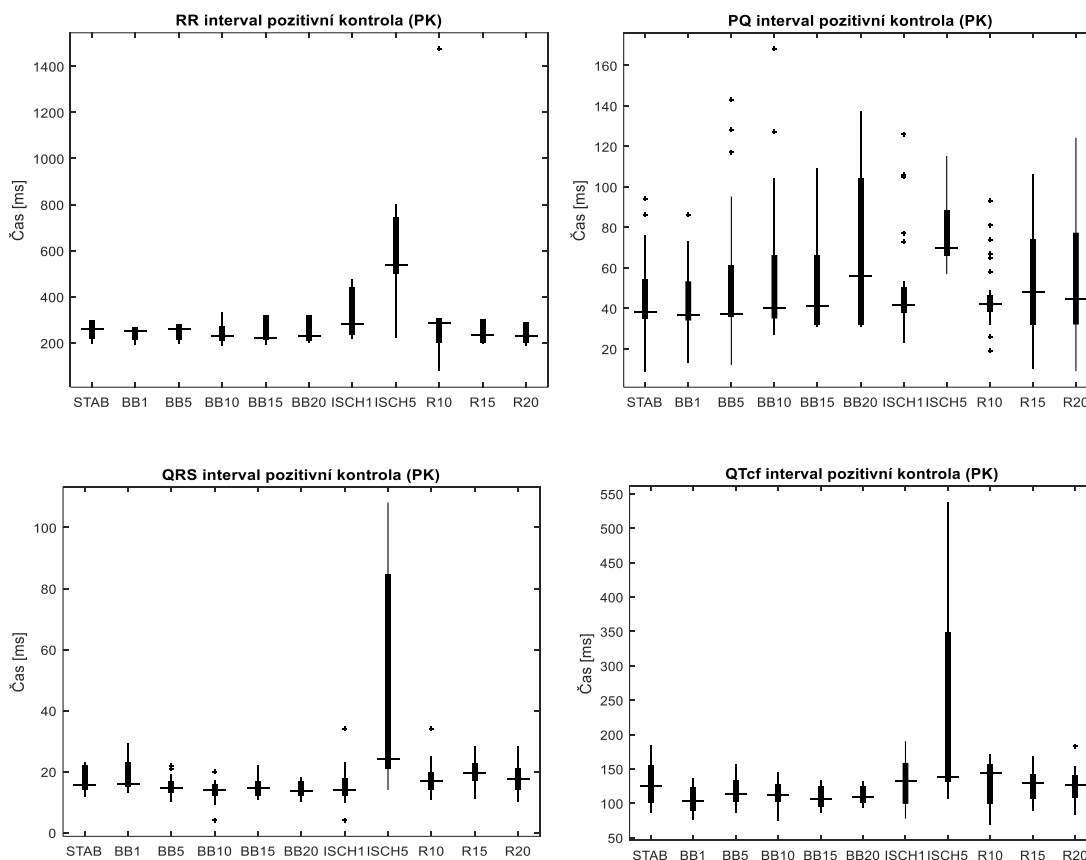 RR interval pozitivní kontrola (PK)
1400
1200
1000
800
600
400
200
Čas [ms]
STAB BB1 BB5 BB10 BB15 BB20 ISCH1 ISCH5 R10 R15 R20
PQ interval pozitivní kontrola (PK)
160
140
120
100
80
60
40
20
Čas [ms]
STAB BB1 BB5 BB10 BB15 BB20 ISCH1 ISCH5 R10 R15 R20
QRS interval pozitivní kontrola (PK)
100
80
60
40
20
0
Čas [ms]
STAB BB1 BB5 BB10 BB15 BB20 ISCH1 ISCH5 R10 R15 R20
QTcf interval pozitivní kontrola (PK)
550
500
450
400
350
300
250
200
150
100
50
Čas [ms]
STAB BB1 BB5 BB10 BB15 BB20 ISCH1 ISCH5 R10 R15 R20